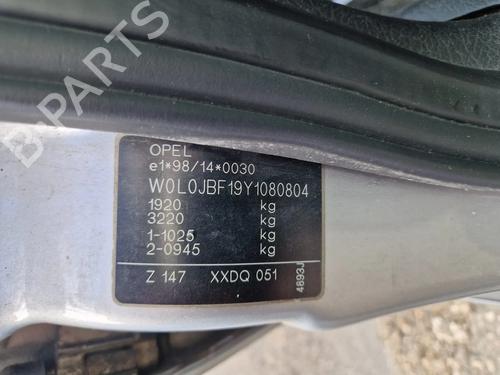 OPEL
e1*98/14*0030
W0L0JBF19Y1080804
1920 kg
3220 kg
1-1025 kg
2-0945 kg
Z 147 XXDQ 051
4893J
B-PARTS